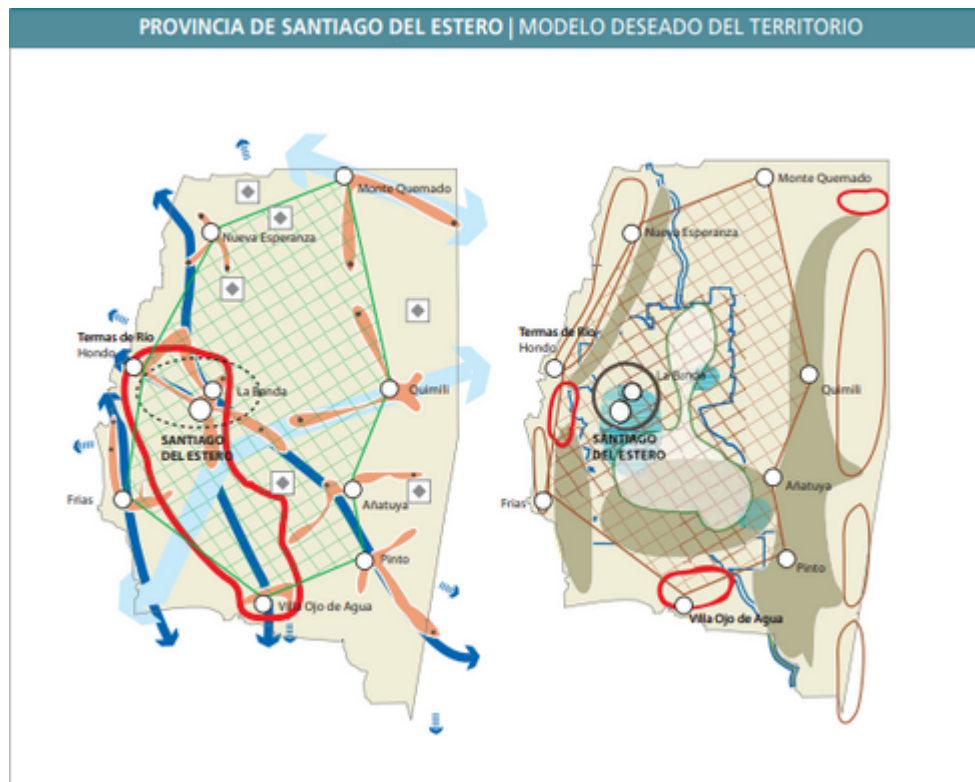 PROVINCIA DE SANTIAGO DEL ESTERO | MODELO DESEADO DEL TERRITORIO
Monte Quemado
Nueva Esperanza
Termas de Río
Hondo
La Banda
Quimili
SANTIAGO
DEL ESTERO
Frías
Añatuya
Pinto
Villa Ojo de Agua
Monte Quemado
Nueva Esperanza
Termas de Río
Hondo
La Banda
Quimili
SANTIAGO
DEL ESTERO
Añatuya
Frías
Pinto
Villa Ojo de Agua